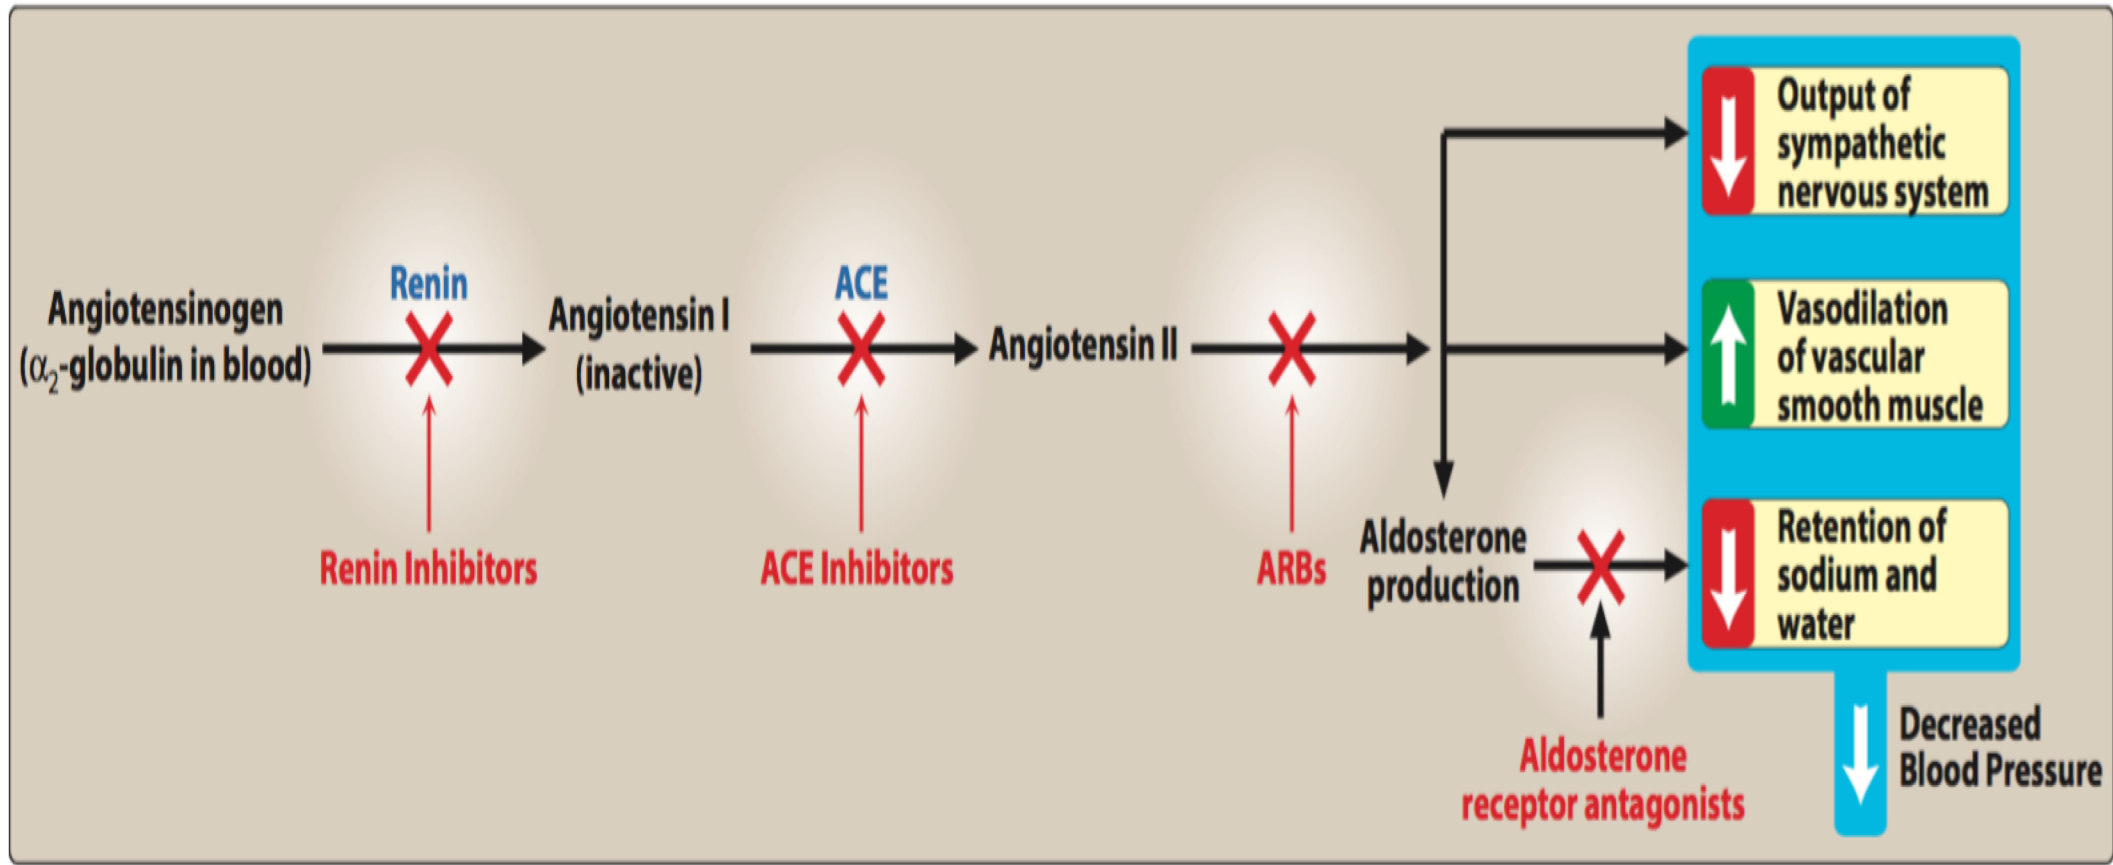 Angiotensinogen
(α₂-globulin in blood)
Renin
Renin Inhibitors
Angiotensin I
(inactive)
ACE
ACE Inhibitors
Angiotensin II
ARBs
Aldosterone
production
Aldosterone
receptor antagonists
Output of
sympathetic
nervous system
Vasodilation
of vascular
smooth muscle
Retention of
sodium and
water
Decreased
Blood Pressure